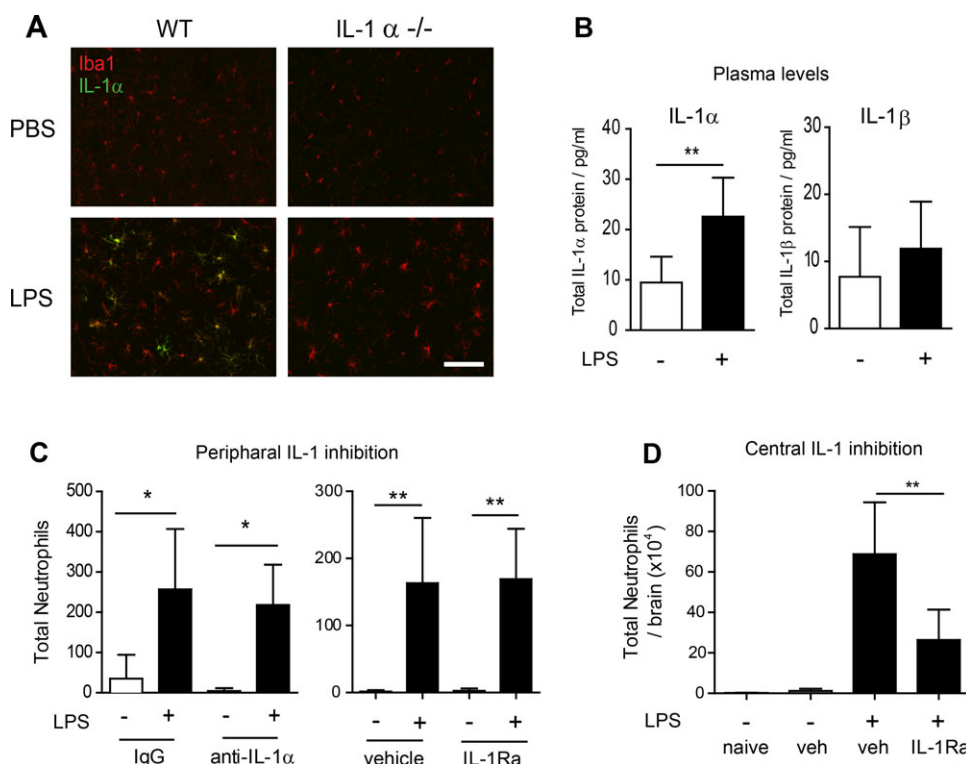 A
WT
IL-1 α -/-
Iba1
IL-1α
PBS
LPS
B
Plasma levels
IL-1α
Total IL-1α protein / pg/ml
40
30
20
10
0
**
LPS
-
+
IL-1β
Total IL-1β protein / pg/ml
30
20
10
0
-
+
C
Peripharal IL-1 inhibition
Total Neutrophils
500
400
300
200
100
0
*
*
LPS
- + - +
IgG anti-IL-1α
300
200
100
0
**
**
- + - +
vehicle IL-1Ra
D
Central IL-1 inhibition
Total Neutrophils
/ brain (x10⁴)
100
80
60
40
20
0
**
LPS
- - + +
naive veh veh IL-1Ra